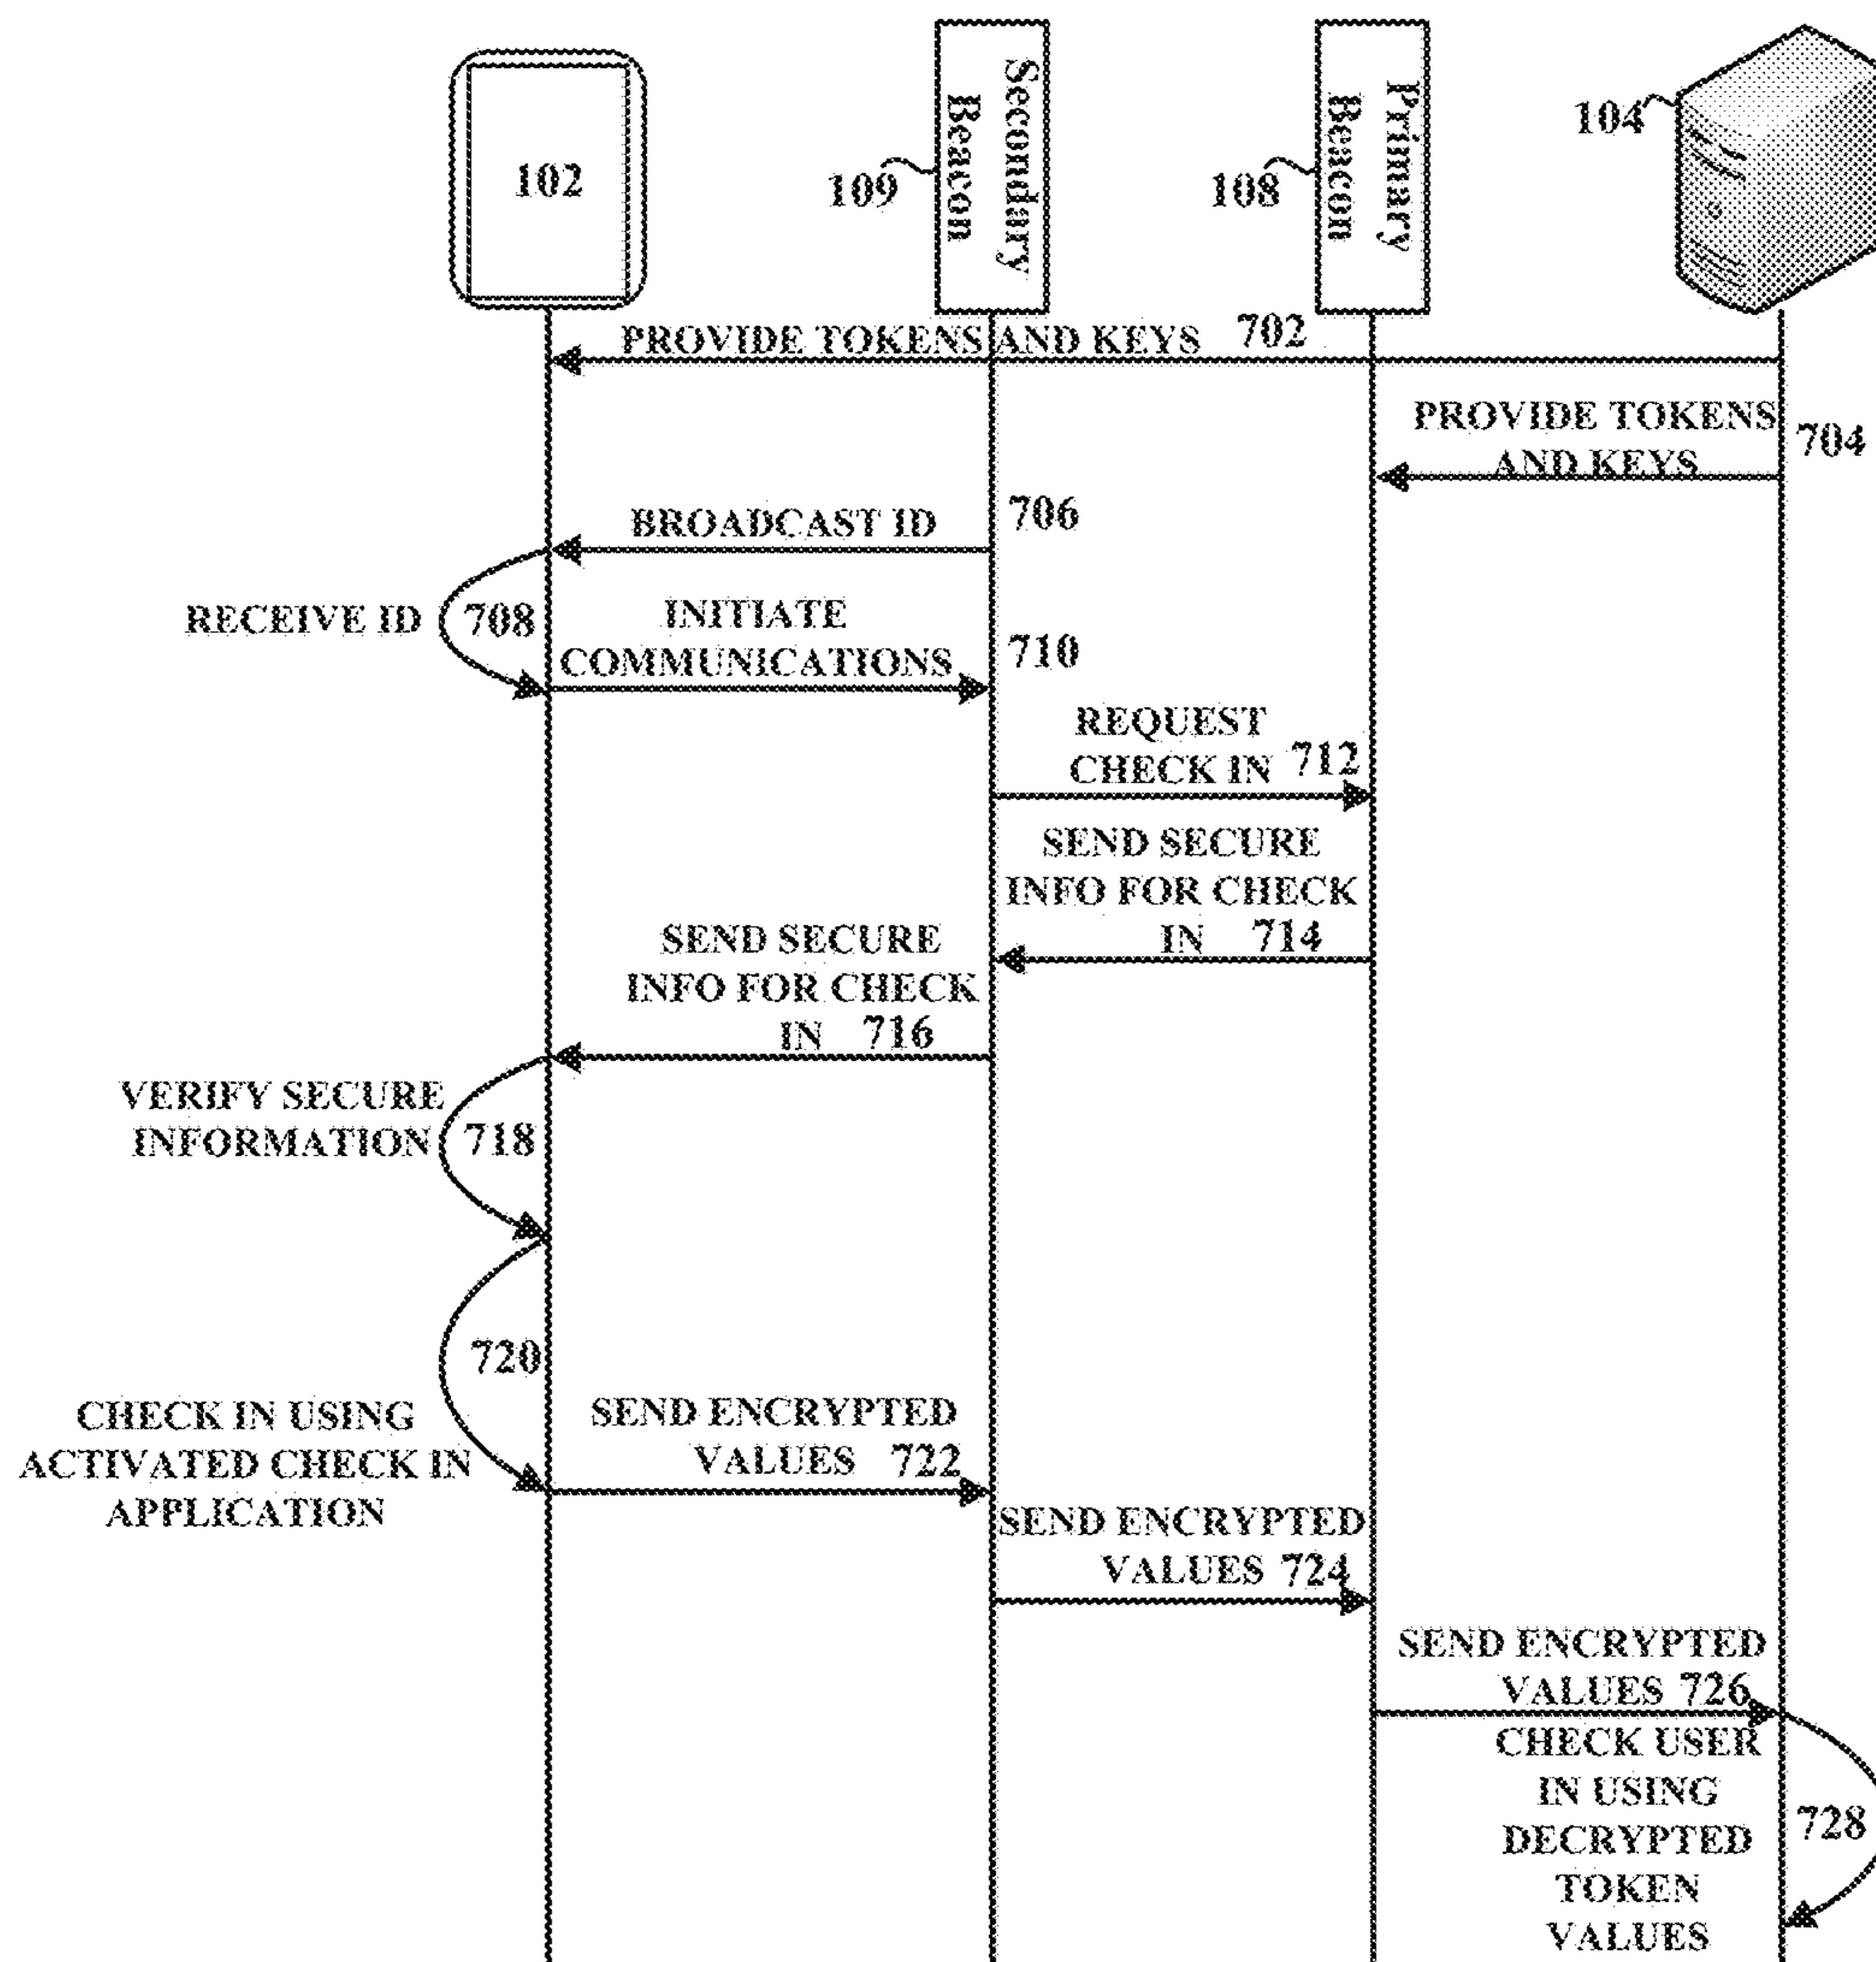 102
109
Secondary
Beacon
108
Primary
Beacon
104
PROVIDE TOKENS AND KEYS 702
PROVIDE TOKENS
AND KEYS
704
BROADCAST ID
706
RECEIVE ID
708
INITIATE
COMMUNICATIONS
710
REQUEST
CHECK IN 712
SEND SECURE
INFO FOR CHECK
IN 714
SEND SECURE
INFO FOR CHECK
IN 716
VERIFY SECURE
INFORMATION
718
720
CHECK IN USING
ACTIVATED CHECK IN
APPLICATION
SEND ENCRYPTED
VALUES 722
SEND ENCRYPTED
VALUES 724
SEND ENCRYPTED
VALUES 726
CHECK USER
IN USING
DECRYPTED
TOKEN
VALUES
728